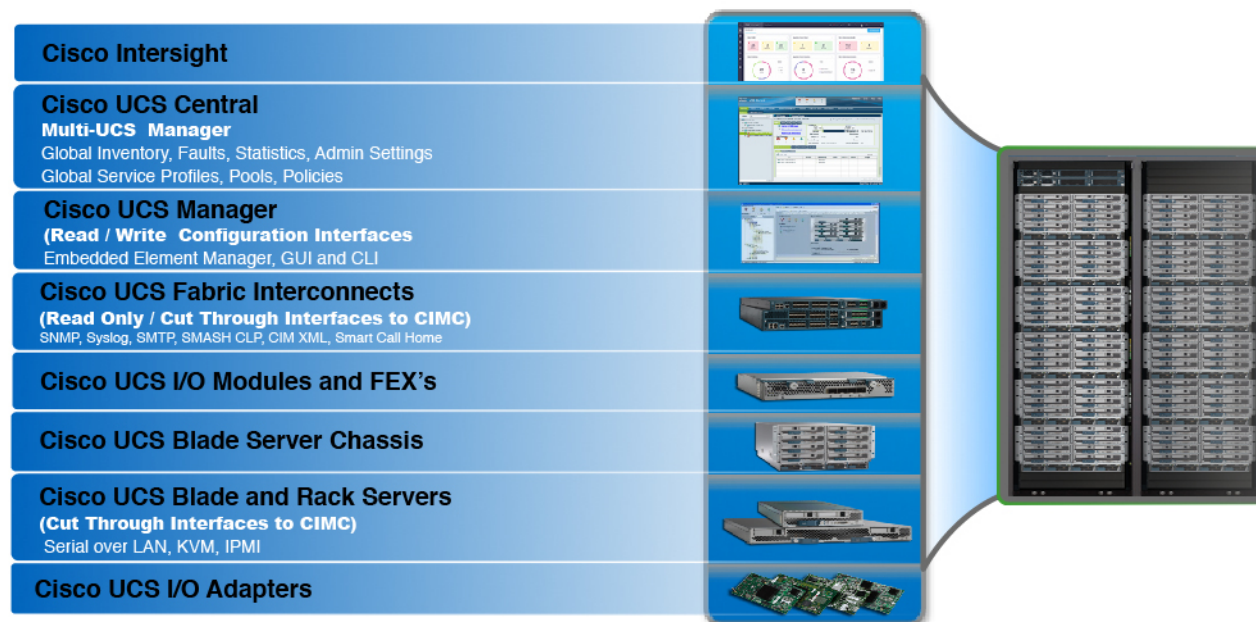 Cisco Intersight
Cisco UCS Central
Multi-UCS Manager
Global Inventory, Faults, Statistics, Admin Settings
Global Service Profiles, Pools, Policies
Cisco UCS Manager
(Read / Write Configuration Interfaces
Embedded Element Manager, GUI and CLI
Cisco UCS Fabric Interconnects
(Read Only / Cut Through Interfaces to CIMC)
SNMP, Syslog, SMTP, SMASH CLP, CIM XML, Smart Call Home
Cisco UCS I/O Modules and FEX's
Cisco UCS Blade Server Chassis
Cisco UCS Blade and Rack Servers
(Cut Through Interfaces to CIMC)
Serial over LAN, KVM, IPMI
Cisco UCS I/O Adapters